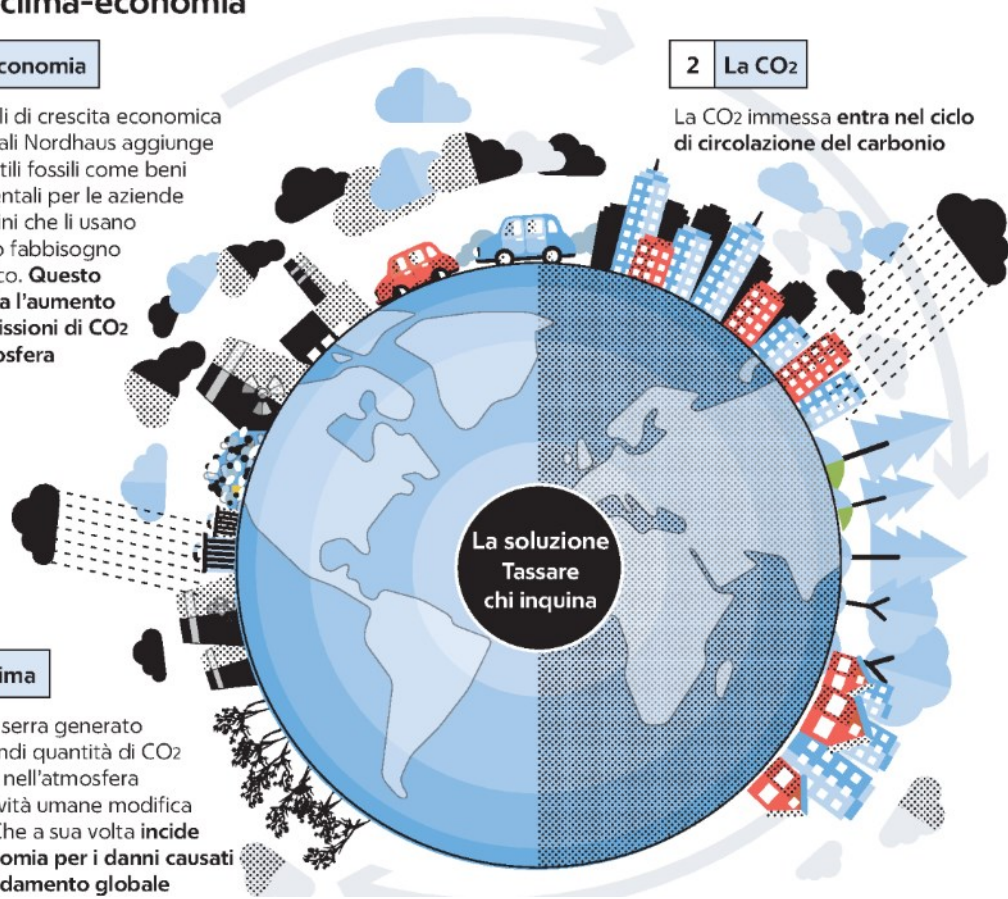 clima-economia
conomia
li di crescita economica
ali Nordhaus aggiunge
tili fossili come beni
entali per le aziende
ini che li usano
o fabbisogno
co. Questo
a l'aumento
issioni di CO2
osfera
2 La CO2
La CO2 immessa entra nel ciclo
di circolazione del carbonio
La soluzione
Tassare
chi inquina
ima
serra generato
ndi quantità di CO2
nell'atmosfera
vità umane modifica
Che a sua volta incide
omia per i danni causati
damento globale